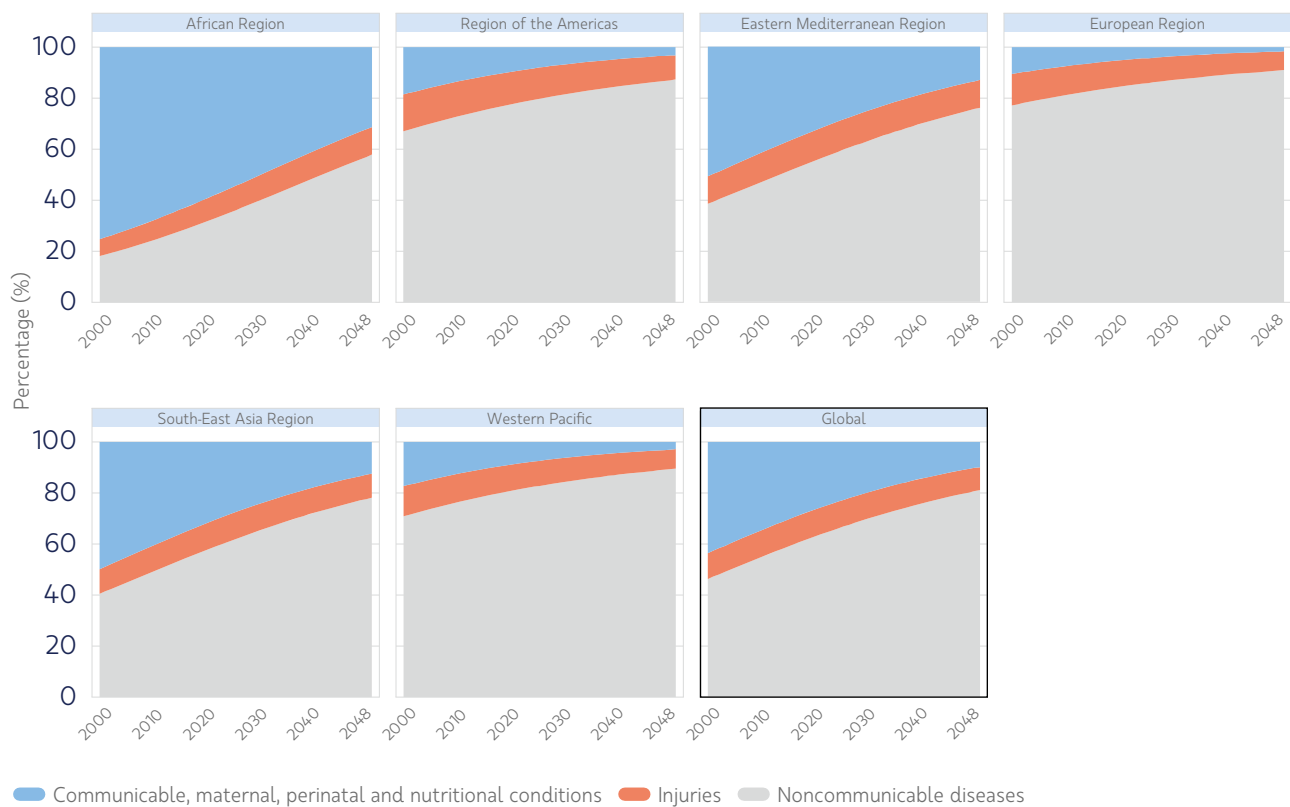 African Region
Region of the Americas
Eastern Mediterranean Region
European Region
Percentage (%)
100
80
60
40
20
0
2000 2010 2020 2030 2040 2048
2000 2010 2020 2030 2040 2048
2000 2010 2020 2030 2040 2048
2000 2010 2020 2030 2040 2048
South-East Asia Region
Western Pacific
Global
100
80
60
40
20
0
2000 2010 2020 2030 2040 2048
2000 2010 2020 2030 2040 2048
2000 2010 2020 2030 2040 2048
Communicable, maternal, perinatal and nutritional conditions Injuries Noncommunicable diseases